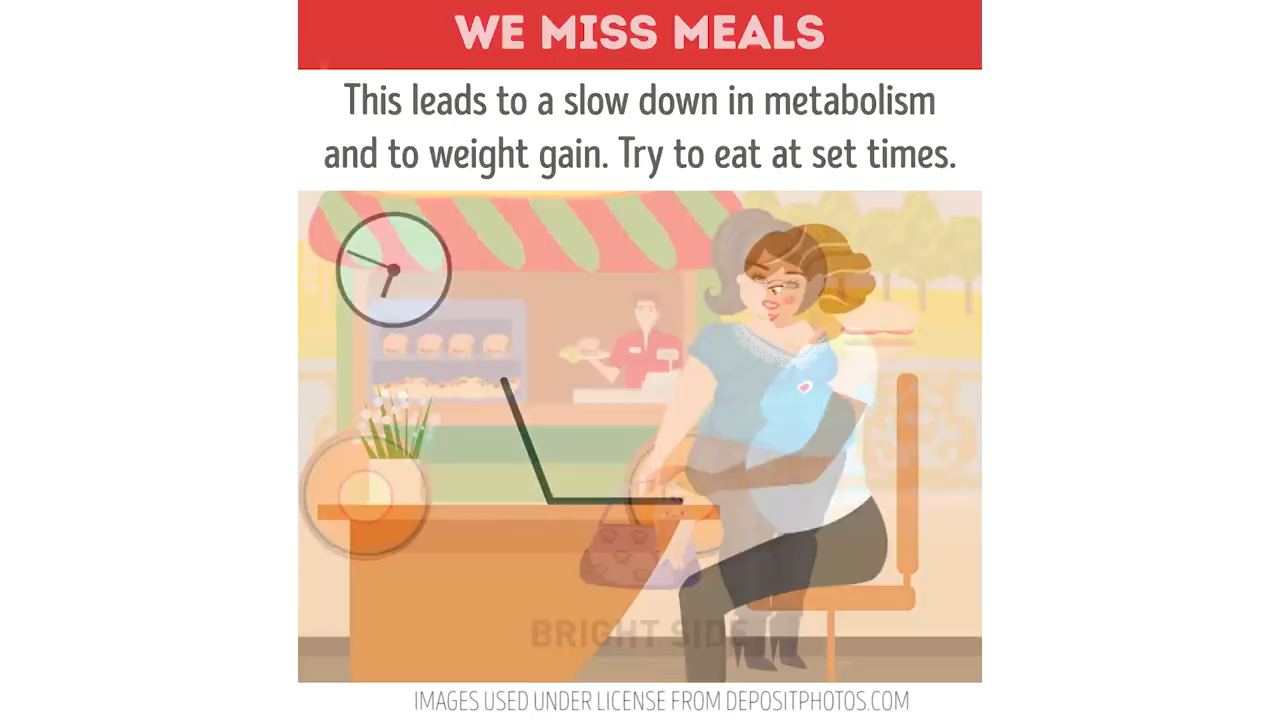 WE MISS MEALS
This leads to a slow down in metabolism
and to weight gain. Try to eat at set times.
BRIGHT SIDE
IMAGES USED UNDER LICENSE FROM DEPOSITPHOTOS.COM